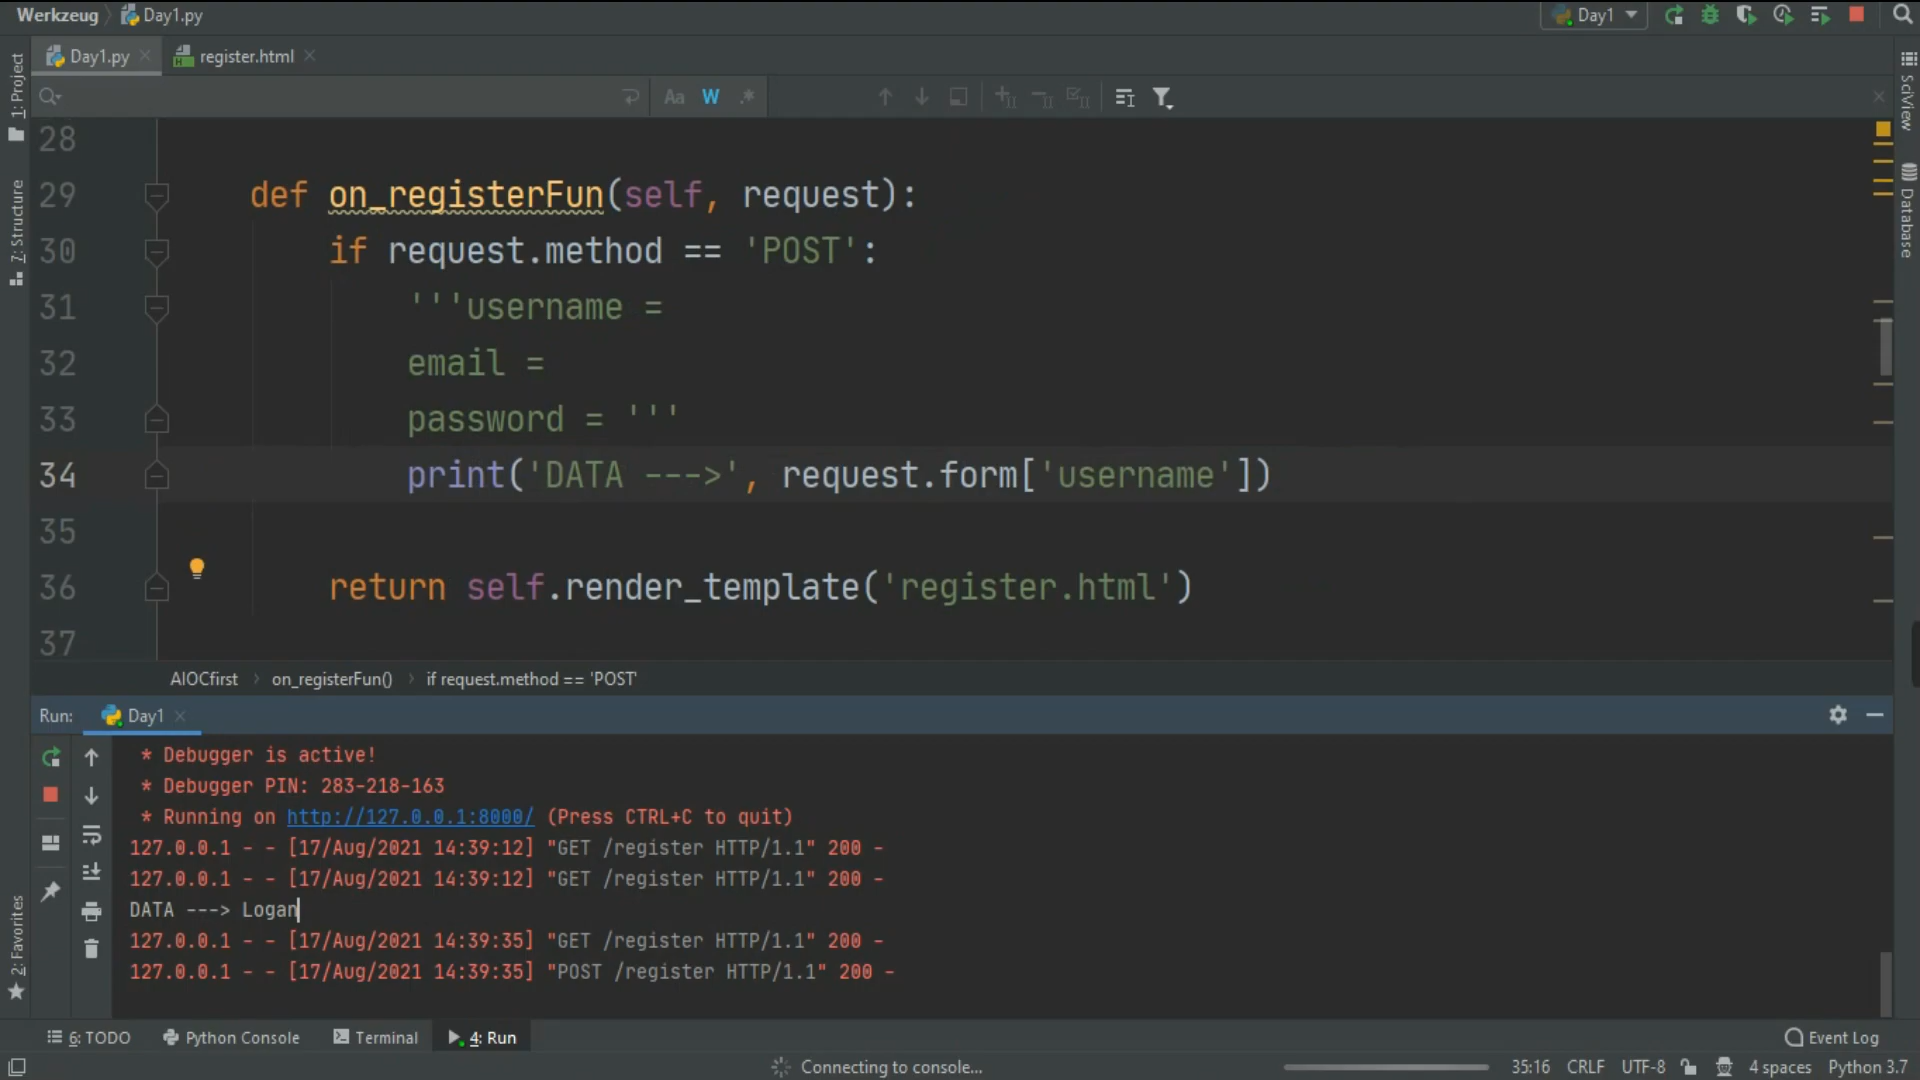 Werkzeug Day1.py Day1
Day1.py register.html
Aa W .*
1: Project
7: Structure
2: Favorites
SciView
Database
28
29 def on_registerFun(self, request):
30 if request.method == 'POST':
31 '''username =
32 email =
33 password = '''
34 print('DATA --->', request.form['username'])
35
36 return self.render_template('register.html')
37
AIOCfirst on_registerFun() if request.method == 'POST'
Run: Day1
* Debugger is active!
* Debugger PIN: 283-218-163
* Running on http://127.0.0.1:8000/ (Press CTRL+C to quit)
127.0.0.1 - - [17/Aug/2021 14:39:12] "GET /register HTTP/1.1" 200 -
127.0.0.1 - - [17/Aug/2021 14:39:12] "GET /register HTTP/1.1" 200 -
DATA ---> Logan
127.0.0.1 - - [17/Aug/2021 14:39:35] "GET /register HTTP/1.1" 200 -
127.0.0.1 - - [17/Aug/2021 14:39:35] "POST /register HTTP/1.1" 200 -
6: TODO Python Console Terminal 4: Run Event Log
Connecting to console... 35:16 CRLF UTF-8 4 spaces Python 3.7